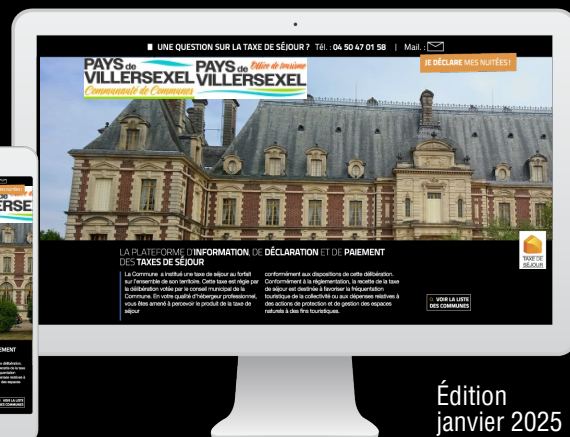 ■ UNE QUESTION SUR LA TAXE DE SÉJOUR ? Tél. : 04 50 47 01 58 | Mail. :
JE DÉCLARE MES NUITÉES !
PAYS de
VILLERSEXEL
Communauté de Communes
PAYS de Office de tourisme
VILLERSEXEL
LA PLATEFORME D'INFORMATION, DE DÉCLARATION ET DE PAIEMENT
DES TAXES DE SÉJOUR
La Commune a institué une taxe de séjour au forfait
sur l'ensemble de son territoire. Cette taxe est régie par
la délibération votée par le conseil municipal de la
Commune. En votre qualité d'hébergeur professionnel,
vous êtes amené à percevoir le produit de la taxe de
séjour
conformément aux dispositions de cette délibération.
Conformément à la réglementation, la recette de la taxe
de séjour est destinée à favoriser la fréquentation
touristique de la collectivité ou aux dépenses relatives à
des actions de protection et de gestion des espaces
naturels à des fins touristiques.
VOIR LA LISTE
DES COMMUNES
TAXE DE
SÉJOUR
ERSE
EMENT
VOIR LA LISTE
DES COMMUNES
Édition
janvier 2025